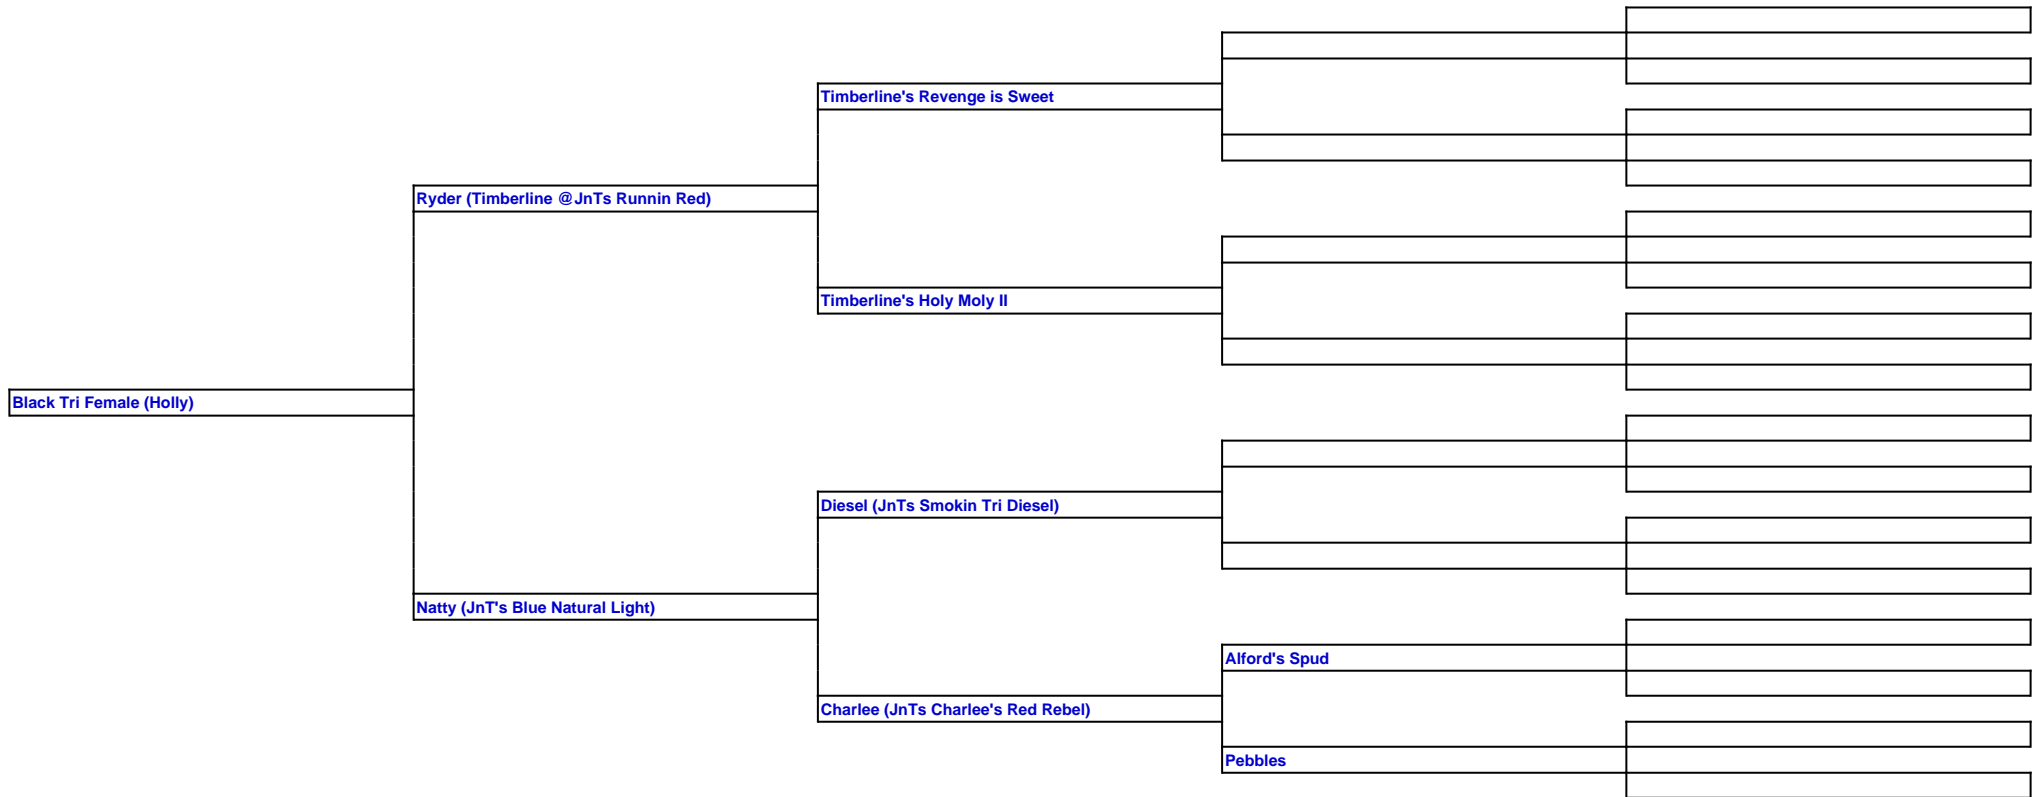 Timberline's Revenge is Sweet
Ryder (Timberline @JnTs Runnin Red)
Timberline's Holy Moly II
Black Tri Female (Holly)
Diesel (JnTs Smokin Tri Diesel)
Natty (JnT's Blue Natural Light)
Alford's Spud
Charlee (JnTs Charlee's Red Rebel)
Pebbles